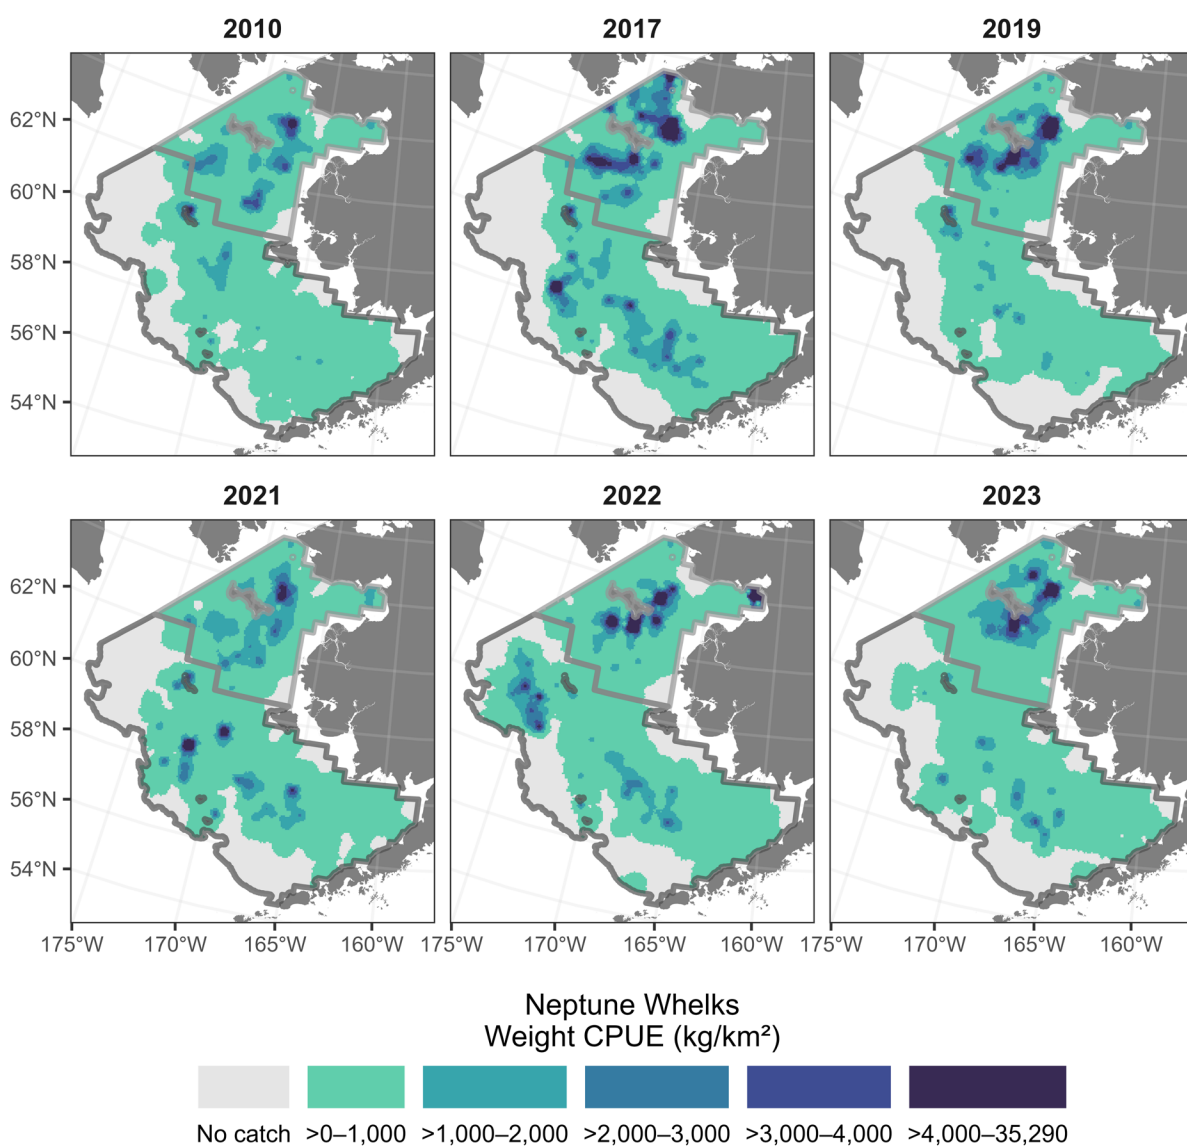 2010 2017 2019
62°N
60°N
58°N
56°N
54°N
2021 2022 2023
62°N
60°N
58°N
56°N
54°N
175°W 170°W 165°W 160°W 175°W 170°W 165°W 160°W 175°W 170°W 165°W 160°W
Neptune Whelks
Weight CPUE (kg/km²)
No catch >0–1,000 >1,000–2,000 >2,000–3,000 >3,000–4,000 >4,000–35,290